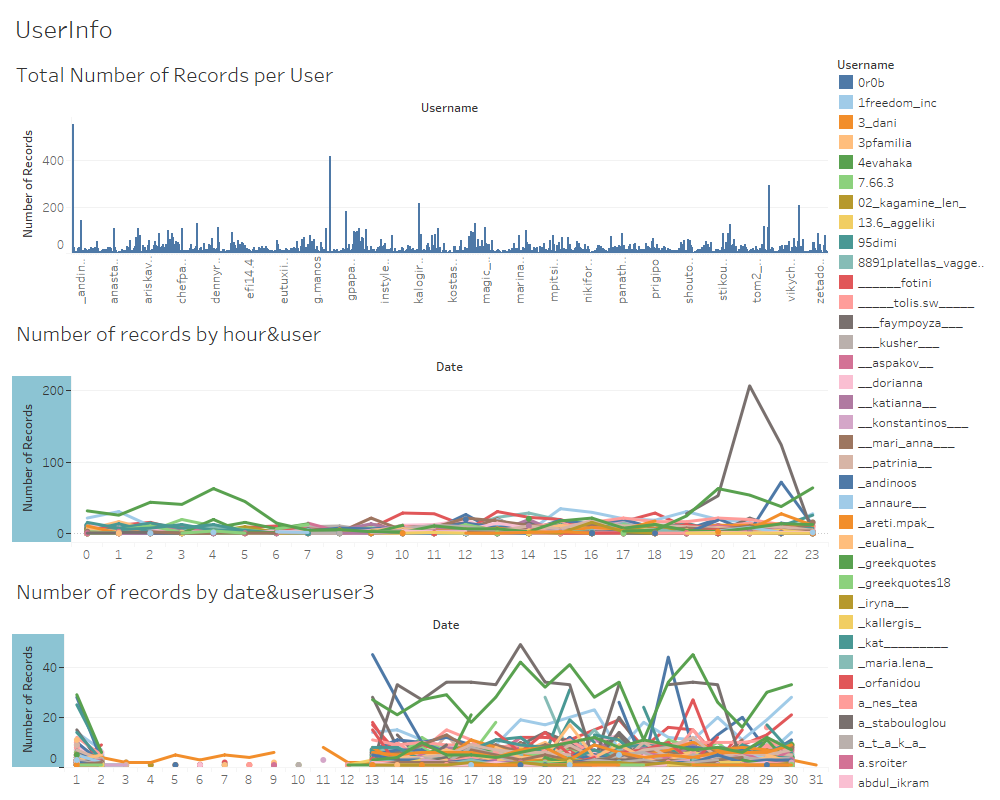 UserInfo
Total Number of Records per User
Username
Number of Records
400
200
0
_andin..
anasta..
ariskav..
chefpa..
dennyr..
efi14.4
eutuxii..
g.manos
gpapa..
instyle..
kalogir..
kostas..
magic_..
marina..
mpitsi..
nikifor..
panath..
prigipo
shouto..
stikou..
tom2_..
vikych..
zetado..
Number of records by hour&user
Date
Number of Records
200
100
0
0 1 2 3 4 5 6 7 8 9 10 11 12 13 14 15 16 17 18 19 20 21 22 23
Number of records by date&useruser3
Date
Number of Records
40
20
0
1 2 3 4 5 6 7 8 9 10 11 12 13 14 15 16 17 18 19 20 21 22 23 24 25 26 27 28 29 30 31
Username
0r0b
1freedom_inc
3_dani
3pfamilia
4evahaka
7.66.3
02_kagamine_len_
13.6_aggeliki
95dimi
8891platellas_vagge..
______fotini
_____tolis.sw_____
___faympoyza___
___kusher___
__aspakov__
__dorianna
__katianna__
__konstantinos___
__mari_anna___
__patrinia__
_andinoos
_annaure__
_areti.mpak_
_eualina_
_greekquotes
_greekquotes18
_iryna__
_kallergis_
_kat_________
_maria.lena_
_orfanidou
a_nes_tea
a_stabouloglou
a_t_a_k_a_
a.sroiter
abdul_ikram